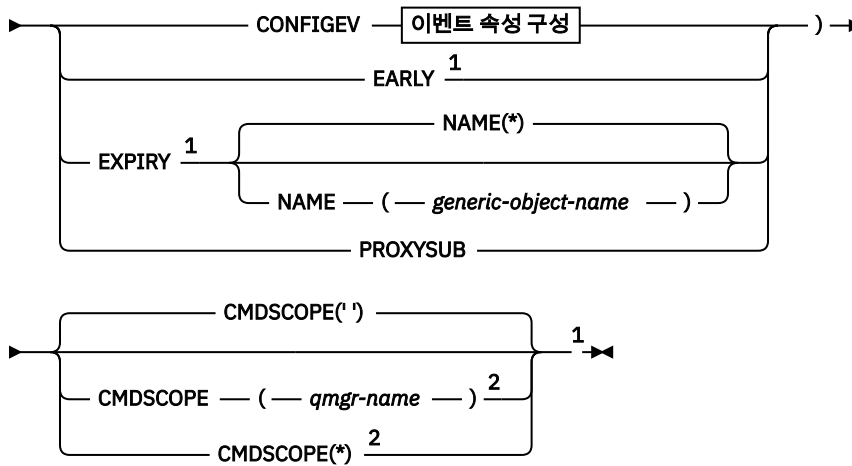 CONFIGEV 이벤트 속성 구성 )
EARLY 1
NAME(*)
EXPIRY 1
NAME ( generic-object-name )
PROXYSUB
CMDSCOPE(' ')
1
CMDSCOPE ( qmgr-name ) 2
CMDSCOPE(*) 2